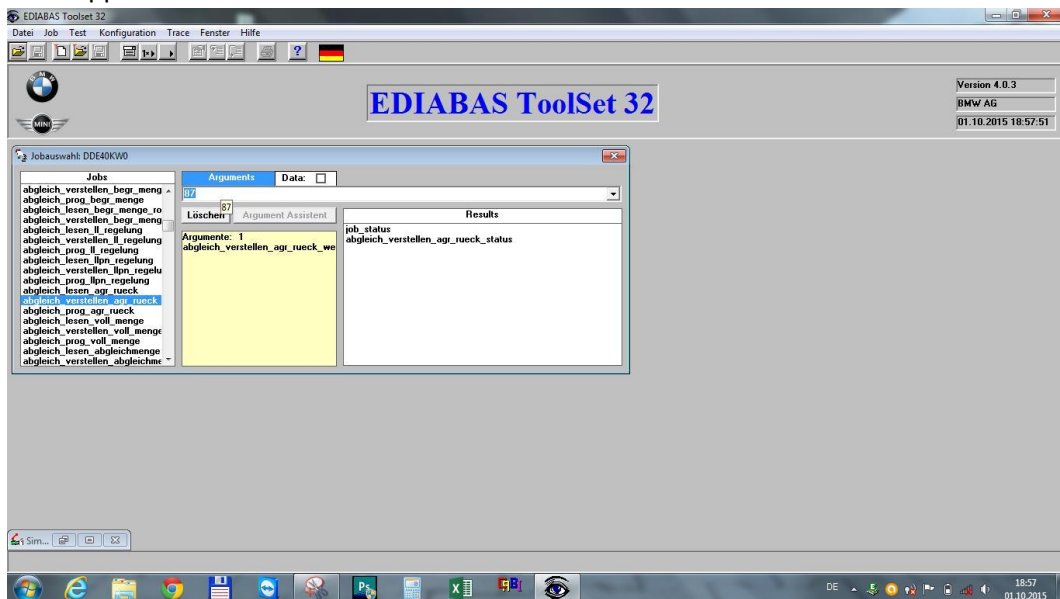 EDIABAS Toolset 32
Datei Job Test Konfiguration Trace Fenster Hilfe
EDIABAS ToolSet 32
Version 4.0.3
BMW AG
01.10.2015 18:57:51
MINI
Jobauswahl: DDE40KW0
Jobs
abgleich_verstellen_begr_meng
abgleich_prog_begr_menge
abgleich_lesen_begr_menge_ro
abgleich_verstellen_begr_meng
abgleich_lesen_ll_regelung
abgleich_verstellen_ll_regelung
abgleich_prog_ll_regelung
abgleich_lesen_llpn_regelung
abgleich_verstellen_llpn_regelu
abgleich_prog_llpn_regelung
abgleich_lesen_agr_rueck
abgleich_verstellen_agr_rueck
abgleich_prog_agr_rueck
abgleich_lesen_voll_menge
abgleich_verstellen_voll_menge
abgleich_prog_voll_menge
abgleich_lesen_abgleichmenge
abgleich_verstellen_abgleichme
Arguments Data:
87
87
Löschen Argument Assistent
Argumente: 1
abgleich_verstellen_agr_rueck_we
Results
job_status
abgleich_verstellen_agr_rueck_status
Sim...
DE 18:57
01.10.2015